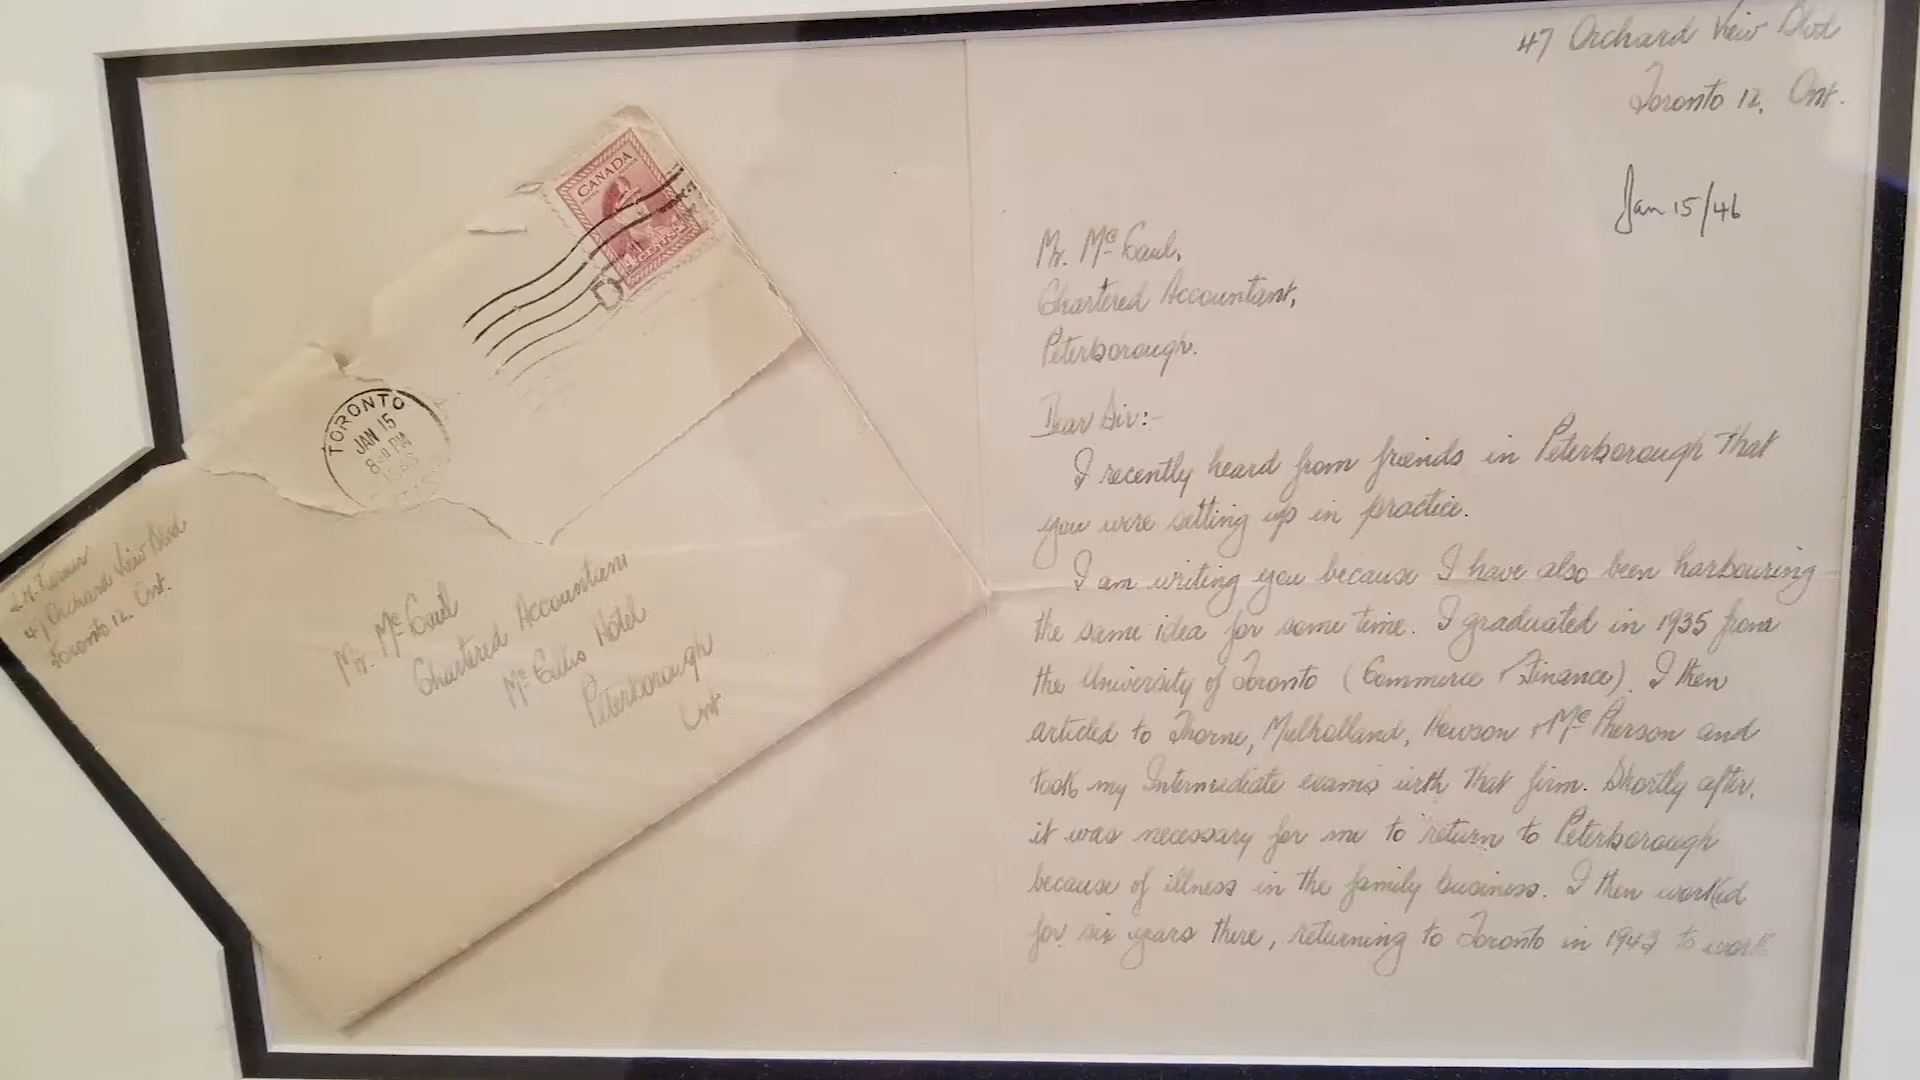 CANADA
4 CENTS
TORONTO
JAN 15
8 PM
J.H. Turner
47 Orchard View Blvd
Toronto 12. Ont.
Mr. McCaul
Chartered Accountant
Hotel
Peterborough
Ont
47 Orchard View Blvd
Toronto 12, Ont.
Jan 15/46
Mr. McCaul,
Chartered Accountant,
Peterborough.
Dear Sir:-
I recently heard from friends in Peterborough that
you were setting up in practice.
I am writing you because I have also been harbouring
the same idea for some time. I graduated in 1935 from
the University of Toronto (Commerce & Finance). I then
articled to Thorne, Mulholland, Howson & McPherson and
took my Intermediate exams with that firm. Shortly after,
it was necessary for me to return to Peterborough
because of illness in the family business. I then worked
for six years there, returning to Toronto in 1942 to work